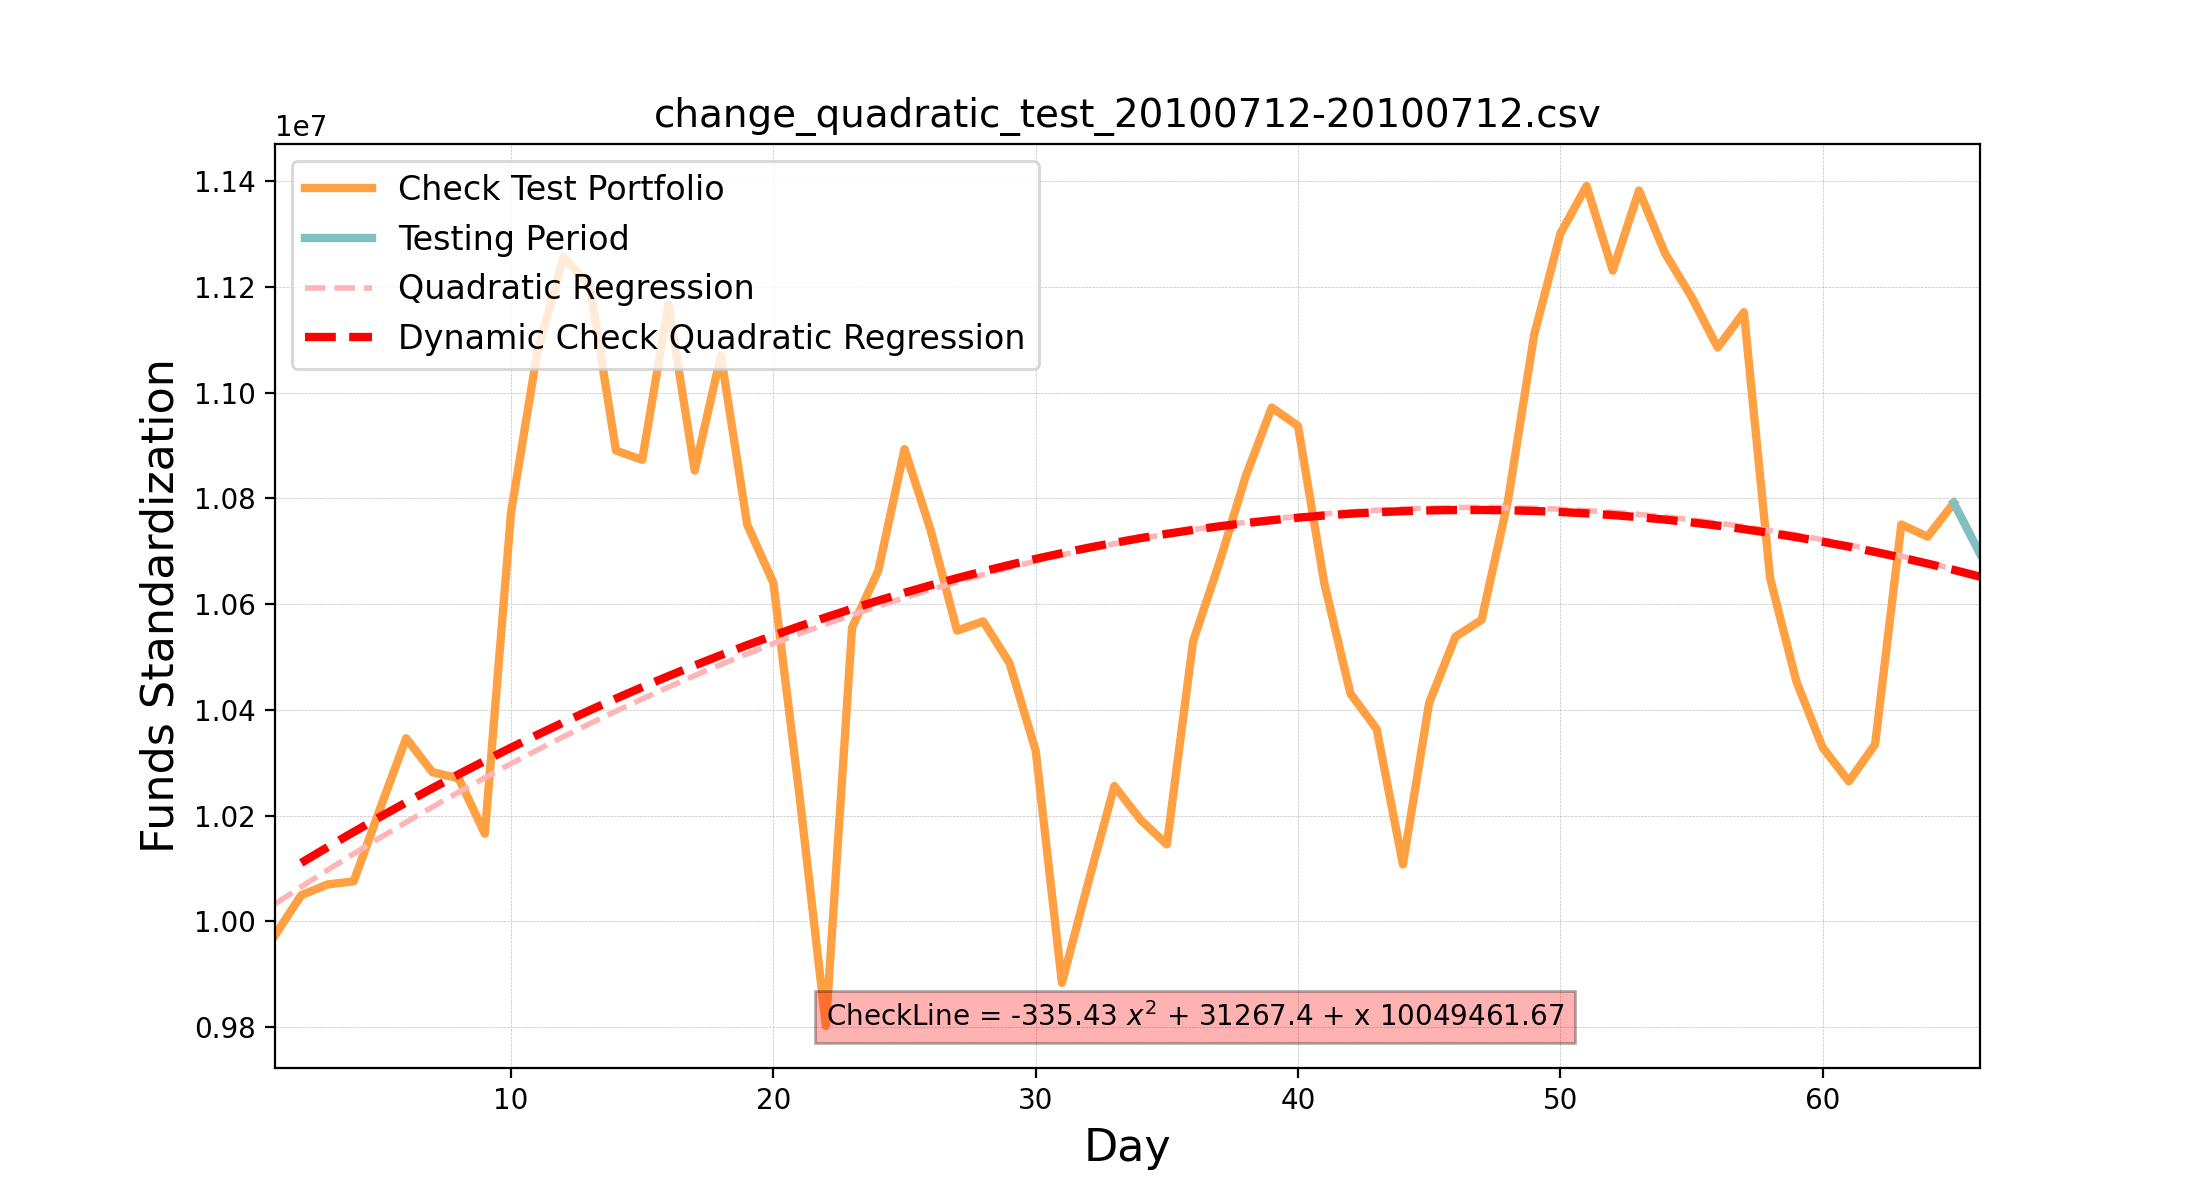 change_quadratic_test_20100712-20100712.csv
1e7
Check Test Portfolio
Testing Period
Quadratic Regression
Dynamic Check Quadratic Regression
1.14
1.12
1.10
1.08
1.06
1.04
1.02
1.00
0.98
Funds Standardization
CheckLine = -335.43 x² + 31267.4 + x 10049461.67
10 20 30 40 50 60
Day